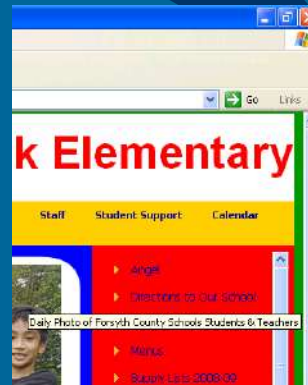 Go Links
k Elementary
Staff Student Support Calendar
Angel
Directions to Our School
Daily Photo of Forsyth County Schools Students & Teachers
Menus
Supply Lists 2008-09